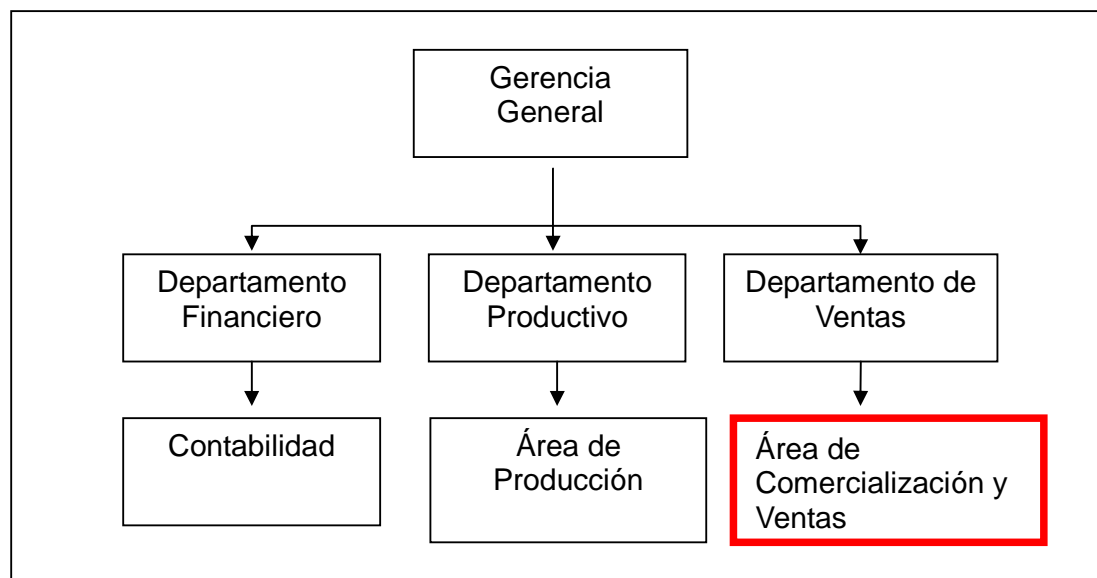 Gerencia
General
Departamento
Financiero
Departamento
Productivo
Departamento de
Ventas
Contabilidad
Área de
Producción
Área de
Comercialización y
Ventas